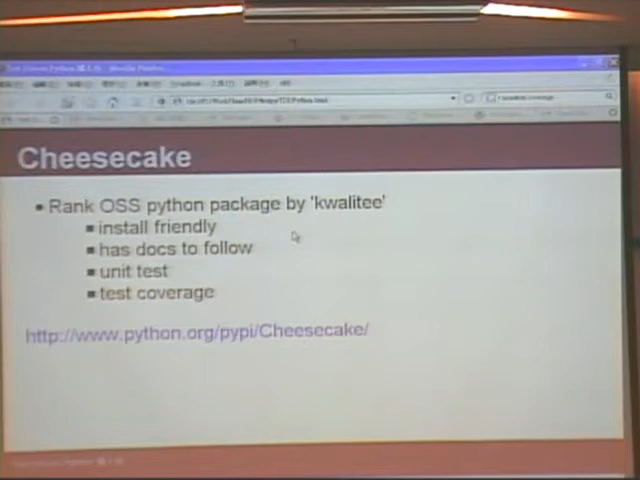 Cheesecake
Rank OSS python package by 'kwalitee'
install friendly
has docs to follow
unit test
test coverage
http://www.python.org/pypi/Cheesecake/